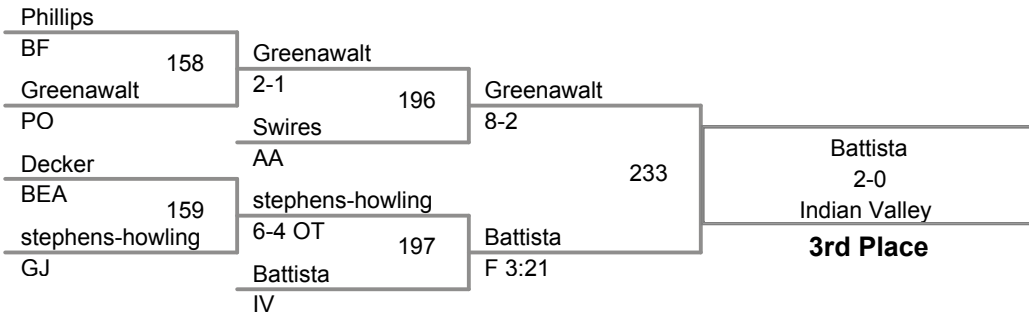 Phillips
BF
158
Greenawalt
PO
Greenawalt
2-1
196
Swires
AA
Greenawalt
8-2
Decker
BEA
159
stephens-howling
GJ
stephens-howling
6-4 OT
197
Battista
IV
Battista
F 3:21
233
Battista
2-0
Indian Valley
3rd Place